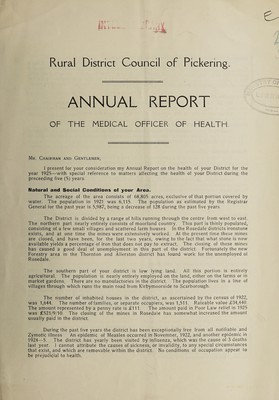 Rural District Council of Pickering.
ANNUAL REPORT
OF THE MEDICAL OFFICER OF HEALTH.
MR. CHAIRMAN AND GENTLEMEN,
I present for your consideration my Annual Report on the health of your District for the
year 1925—with special reference to matters affecting the health of your District during the
preceding five (5) years.
Natural and Social Conditions of your Area.
The acreage of the area consists of 68,805 acres, exclusive of that portion covered by
water. The population in 1921 was 6,115. The population as estimated by the Registrar
General for the past year is 5,987, being a decrease of 128 during the past five years.
The District is divided by a range of hills running through the centre from west to east.
The northern part nearly entirely consists of moorland country. This part is thinly populated,
consisting of a few small villages and scattered farm houses. In the Rosedale districts ironstone
exists, and at one time the mines were extensively worked. At the present time these mines
are closed, and have been, for the last two years, owing to the fact that what stone is now
available yields a percentage of iron that does not pay to extract. The closing of these mines
has caused a good deal of unemployment in this part of the District. Fortunately the new
Forestry area in the Thornton and Allerston district has found work for the unemployed of
Rosedale.
The southern part of your district is low lying land. All this portion is entirely
agricultural. The population is nearly entirely employed on the land, either on the farms or in
market gardens. There are no manufactories in the district. The population lives in a line of
villages through which runs the main road from Kirbymoorside to Scarborough.
The number of inhabited houses in the district, as ascertained by the census of 1922,
was 1,844. The number of families, or separate occupiers, was 1,511. Rateable value £34,440.
The amount represented by a penny rate is £111. The amount paid in Poor Law relief in 1925
was £521/9/10. The closing of the mines in Rosedale has somewhat increased the amount
usually paid in the district.
During the past five years the district has been exceptionally free from all notifiable and
Zymotic illness. An epidemic of Measles occurred in November, 1922, and another epidemic in
1924—5. The district has yearly been visited by influenza, which was the cause of 3 deaths
last year. I cannot attribute the causes of sickness, or invalidity, to any special circumstances
that exist, and which are removable within the district. No conditions of occupation appear to
be prejudicial to health.